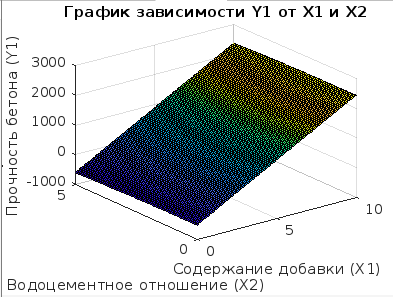 График зависимости Y1 от X1 и X2
Прочность бетона (Y1)
3000
2000
1000
0
-1000
5
0
0
5
10
Содержание добавки (X1)
Водоцементное отношение (X2)